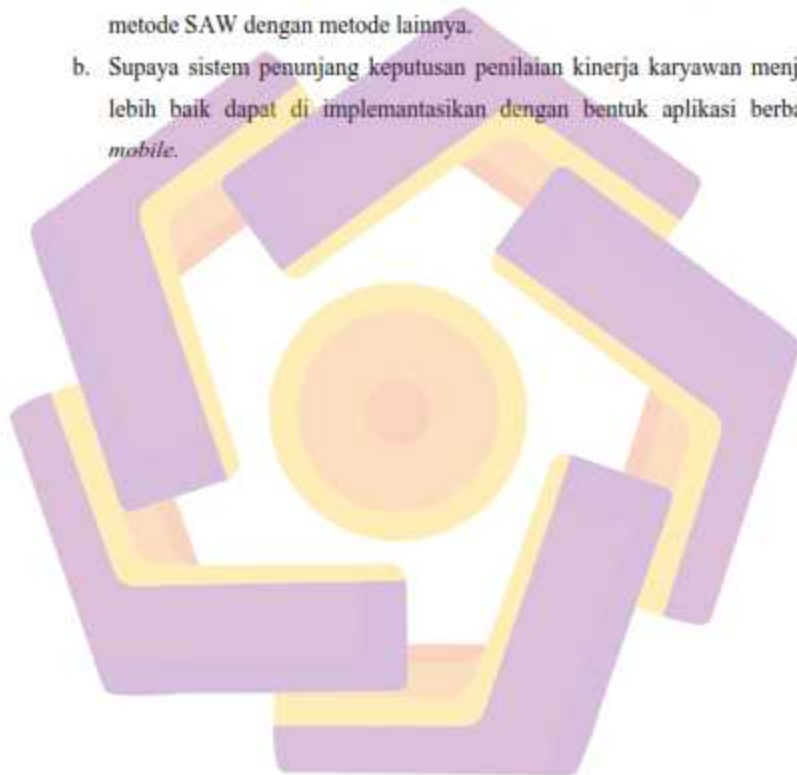 metode SAW dengan metode lainnya.
b. Supaya sistem penunjang keputusan penilaian kinerja karyawan
lebih baik dapat di implemantasikan dengan bentuk aplikasi
mobile.